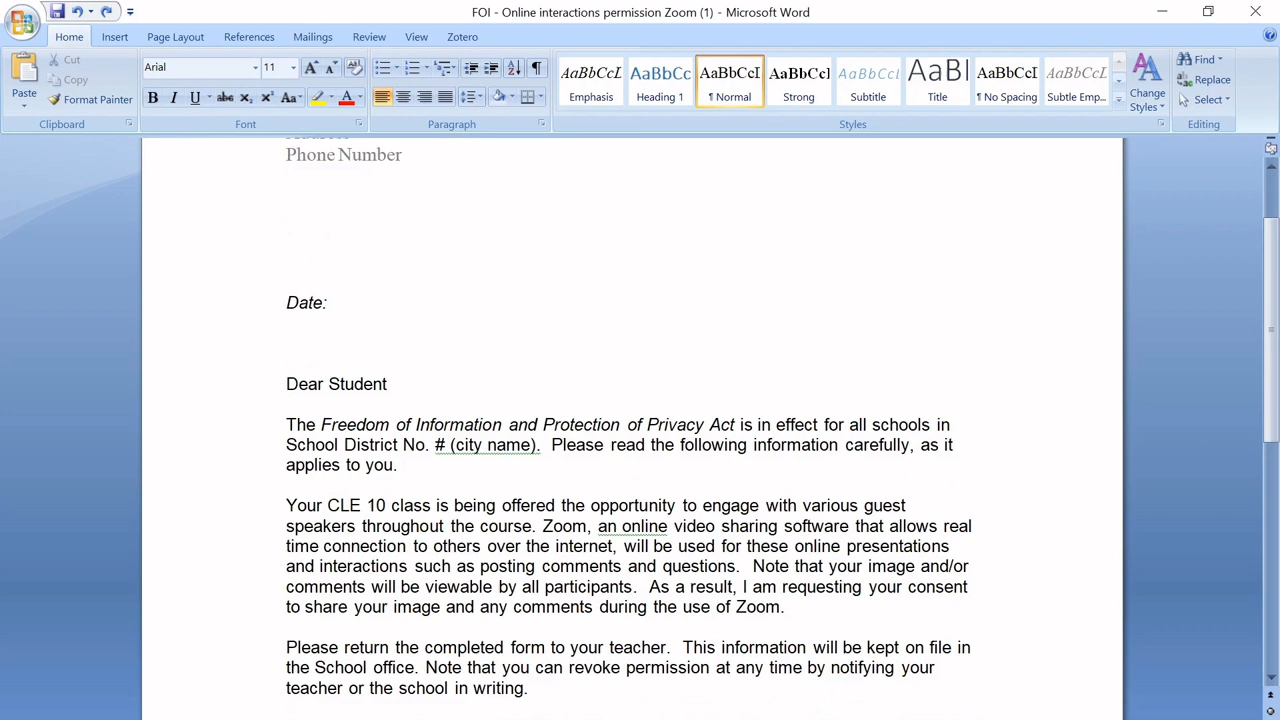 FOI - Online interactions permission Zoom (1) - Microsoft Word
Home Insert Page Layout References Mailings Review View Zotero
Paste
Cut
Copy
Format Painter
Clipboard
Arial 11
B I U abc X₂ X² Aa
Font
Paragraph
AaBbCcL Emphasis
AaBbCc Heading 1
AaBbCcI ¶ Normal
AaBbCcI Strong
AaBbCcI Subtitle
AaBI Title
AaBbCcI ¶ No Spacing
AaBbCcL Subtle Emp...
Change Styles
Styles
Find
Replace
Select
Editing
Phone Number
Date:
Dear Student
The Freedom of Information and Protection of Privacy Act is in effect for all schools in
School District No. # (city name).  Please read the following information carefully, as it
applies to you.
Your CLE 10 class is being offered the opportunity to engage with various guest
speakers throughout the course. Zoom, an online video sharing software that allows real
time connection to others over the internet, will be used for these online presentations
and interactions such as posting comments and questions.  Note that your image and/or
comments will be viewable by all participants.  As a result, I am requesting your consent
to share your image and any comments during the use of Zoom.
Please return the completed form to your teacher.  This information will be kept on file in
the School office. Note that you can revoke permission at any time by notifying your
teacher or the school in writing.